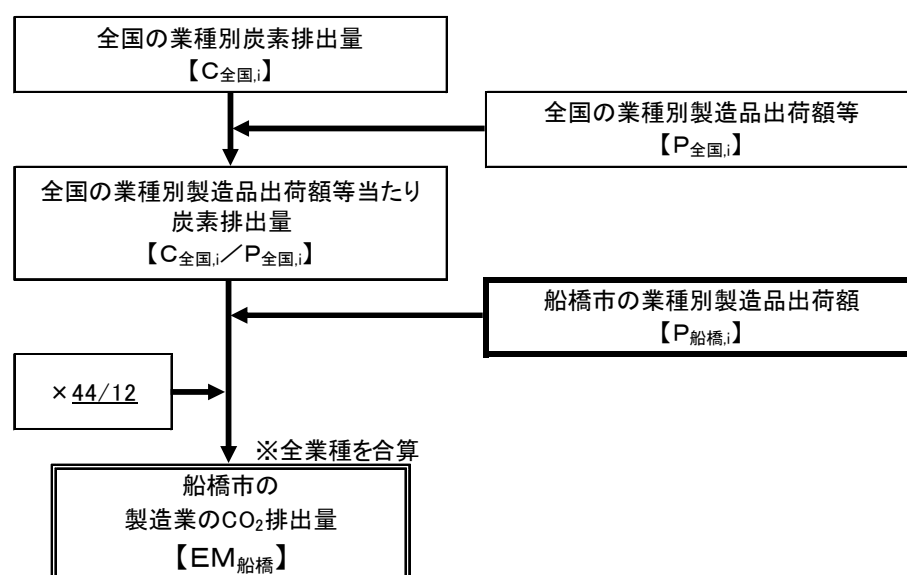 全国の業種別炭素排出量
【C全国,i】
全国の業種別製造品出荷額等
【P全国,i】
全国の業種別製造品出荷額等当たり
炭素排出量
【C全国,i／P全国,i】
船橋市の業種別製造品出荷額
【P船橋,i】
×44/12
※全業種を合算
船橋市の
製造業のCO₂排出量
【EM船橋】